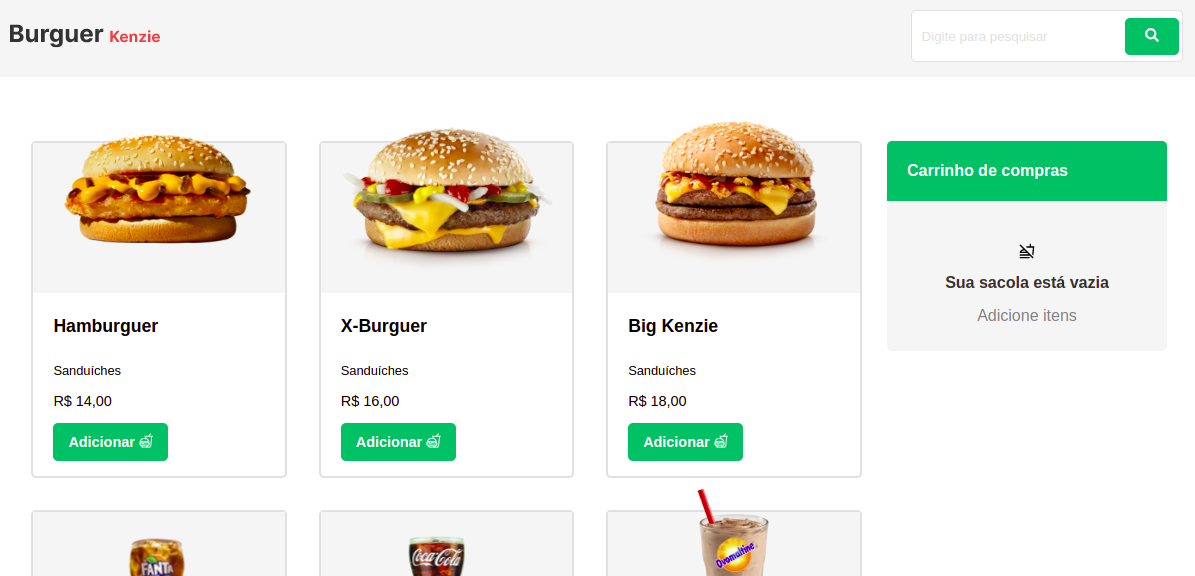 Burguer Kenzie
Digite para pesquisar
Hamburguer
Sanduíches
R$ 14,00
Adicionar
X-Burguer
Sanduíches
R$ 16,00
Adicionar
Big Kenzie
Sanduíches
R$ 18,00
Adicionar
Carrinho de compras
Sua sacola está vazia
Adicione itens
FANTA
Coca-Cola
Ovomaltine